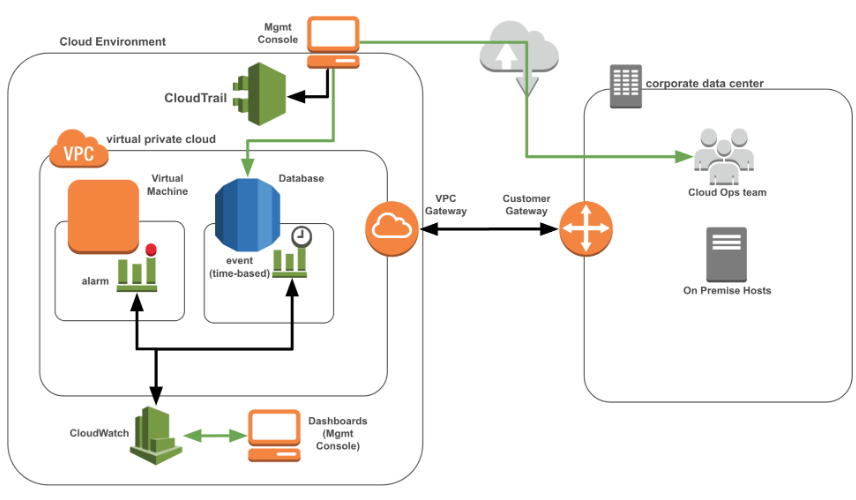 Mgmt
Console
Cloud Environment
CloudTrail
corporate data center
VPC
virtual private cloud
Virtual
Machine
Database
Cloud Ops team
VPC
Gateway
Customer
Gateway
event
(time-based)
alarm
On Premise Hosts
CloudWatch
Dashboards
(Mgmt
Console)